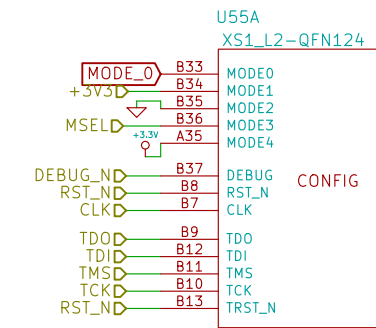 U55A
XS1_L2-QFN124
MODE_0 B33 MODE0
+3V3 B34 MODE1
B35 MODE2
MSEL B36 MODE3
+3.3V A35 MODE4
DEBUG_N B37 DEBUG
CONFIG
RST_N B8 RST_N
CLK B7 CLK
TDO B9 TDO
TDI B12 TDI
TMS B11 TMS
TCK B10 TCK
RST_N B13 TRST_N